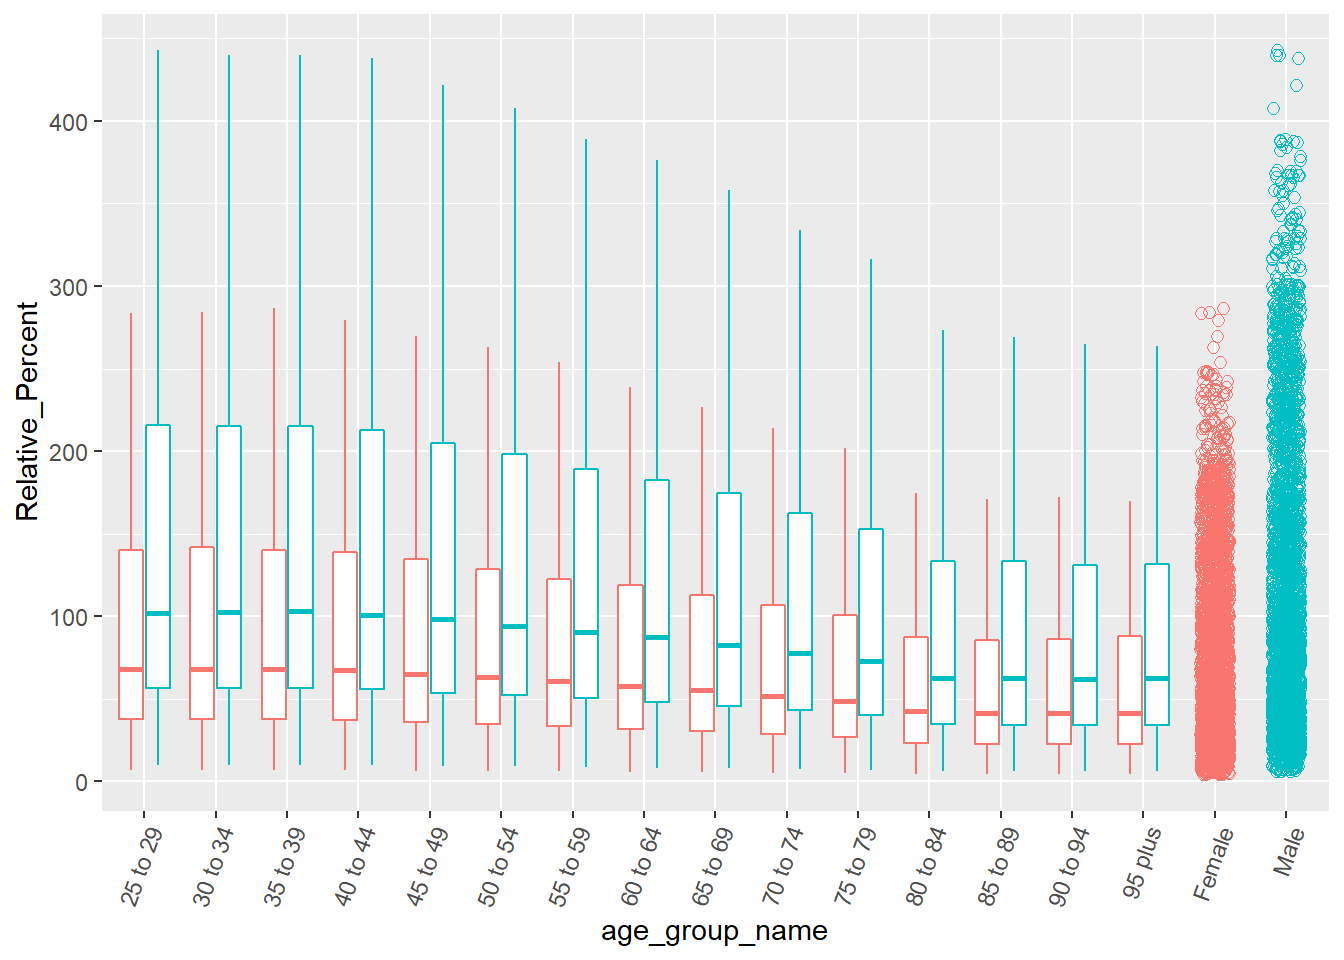 Relative_Percent
400
300
200
100
0
25 to 29
30 to 34
35 to 39
40 to 44
45 to 49
50 to 54
55 to 59
60 to 64
65 to 69
70 to 74
75 to 79
80 to 84
85 to 89
90 to 94
95 plus
Female
Male
age_group_name